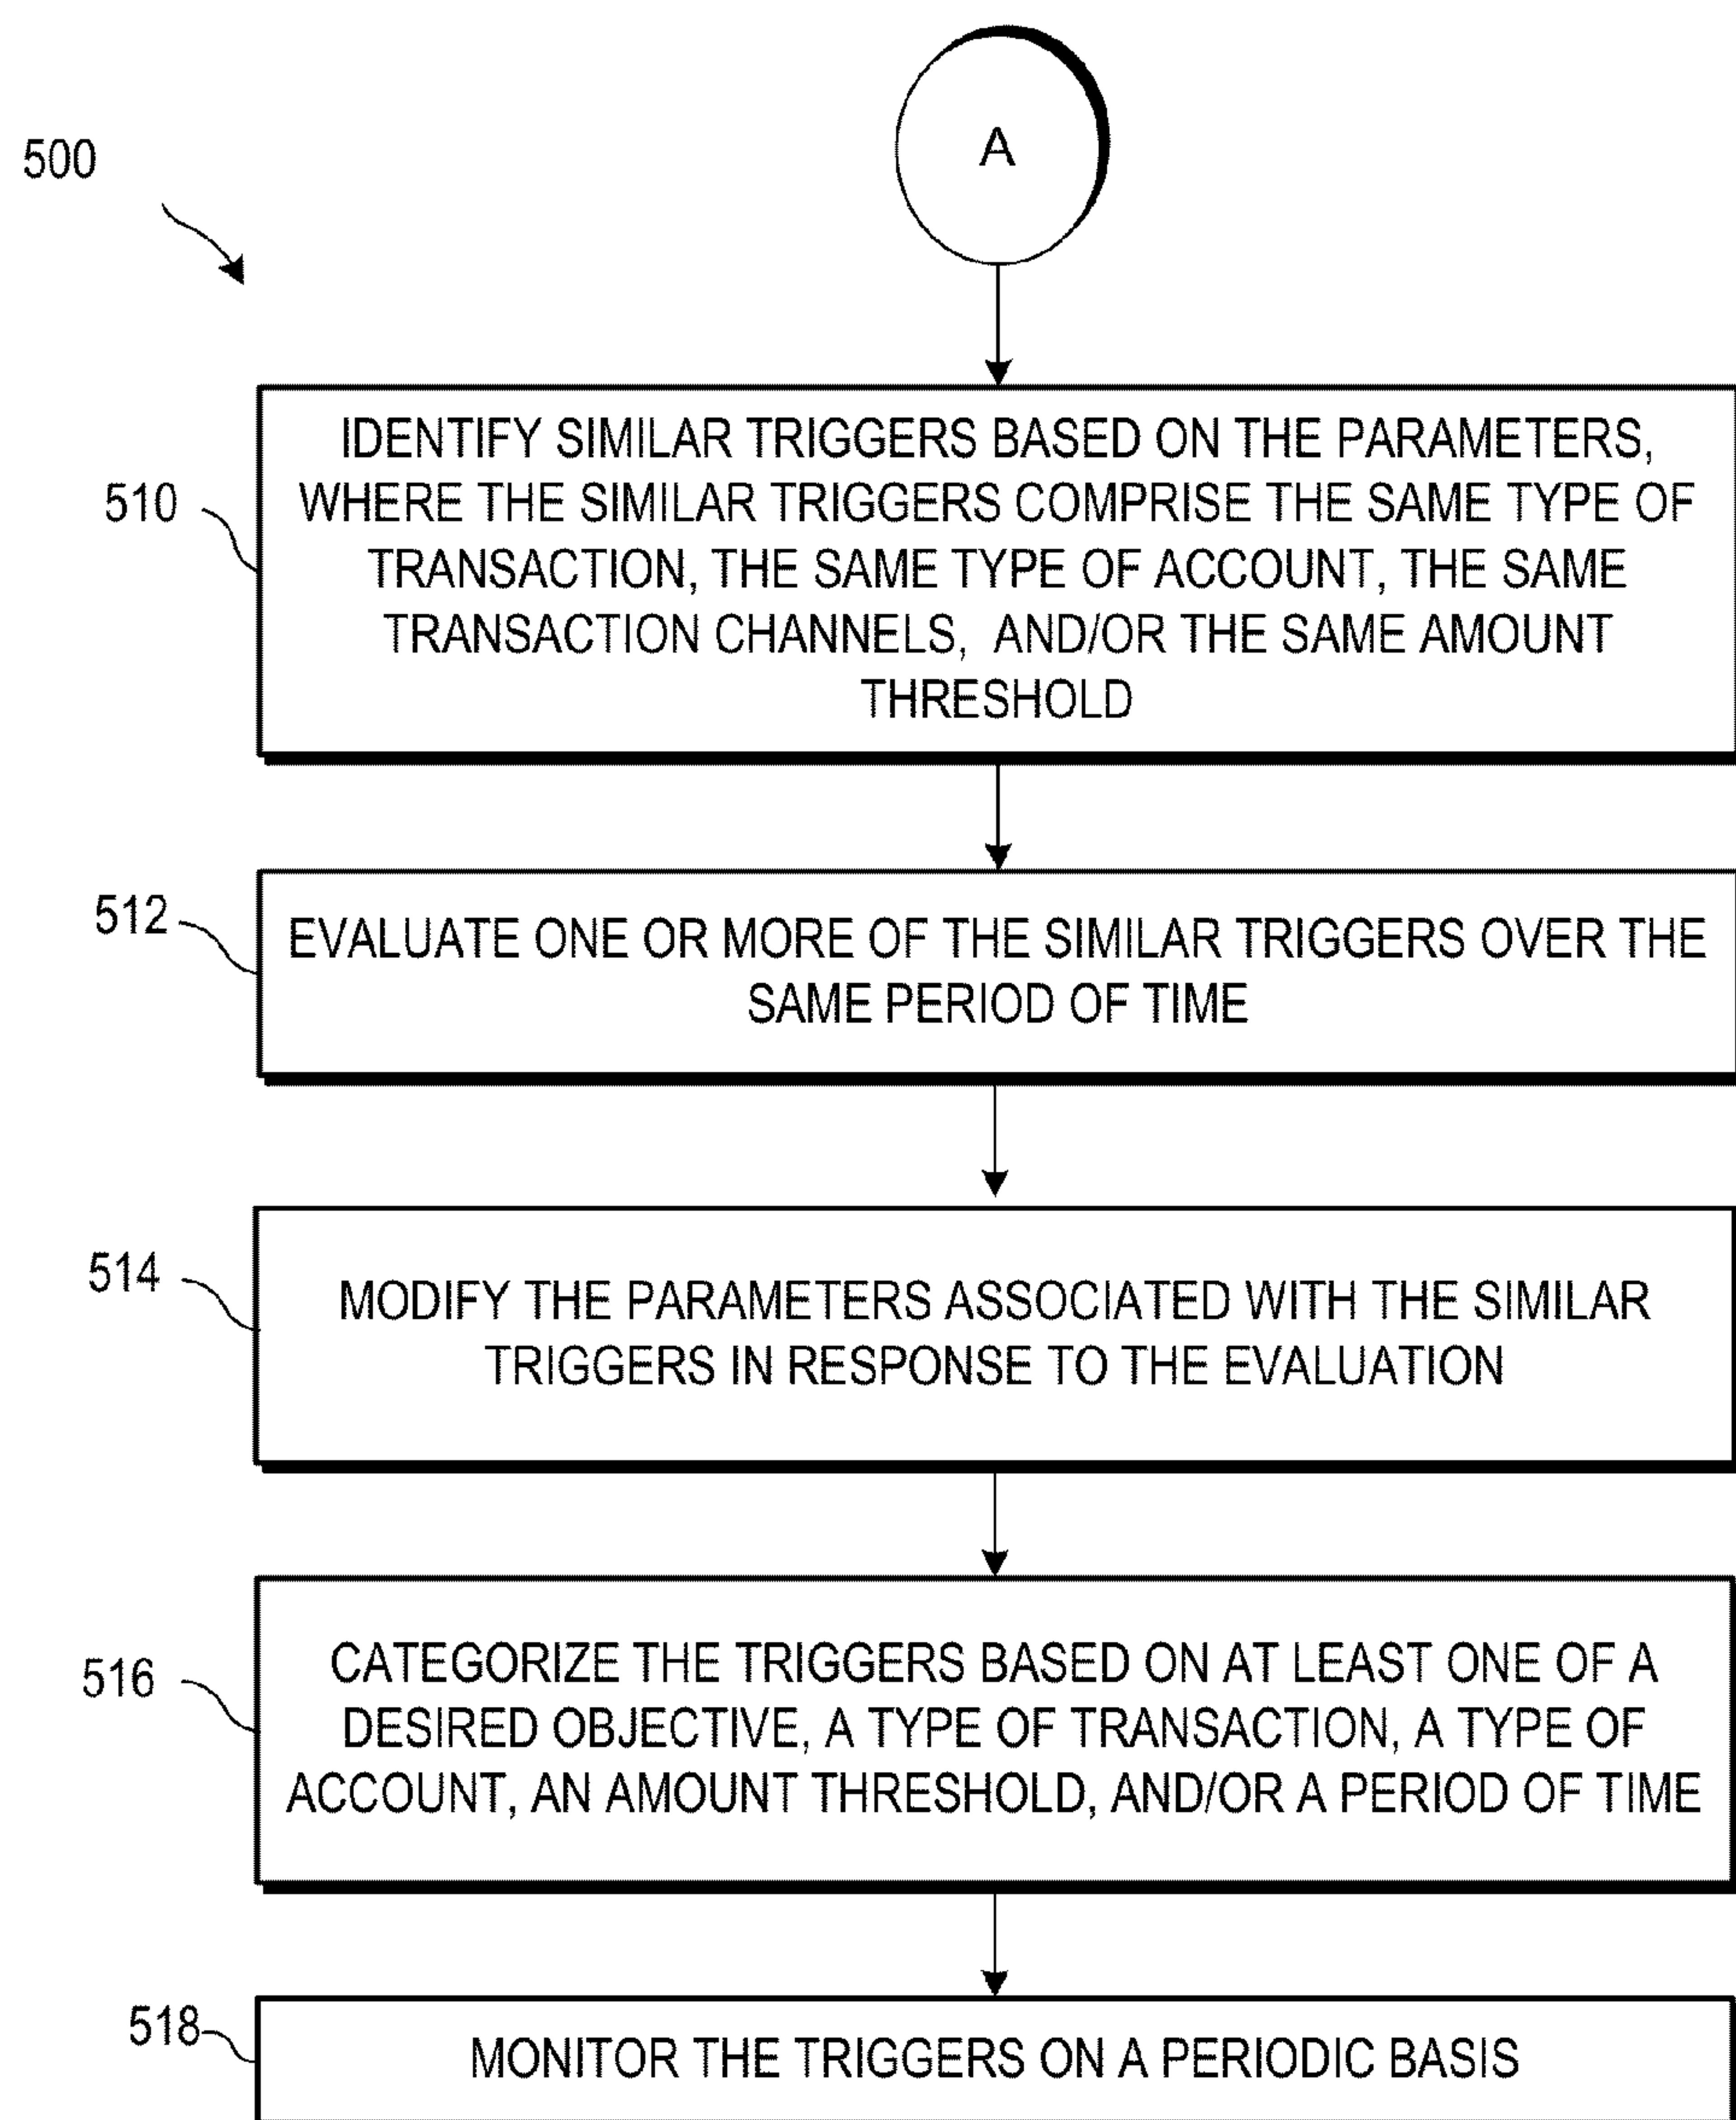 A
500
510
IDENTIFY SIMILAR TRIGGERS BASED ON THE PARAMETERS,
WHERE THE SIMILAR TRIGGERS COMPRISE THE SAME TYPE OF
TRANSACTION, THE SAME TYPE OF ACCOUNT, THE SAME
TRANSACTION CHANNELS, AND/OR THE SAME AMOUNT
THRESHOLD
512
EVALUATE ONE OR MORE OF THE SIMILAR TRIGGERS OVER THE
SAME PERIOD OF TIME
514
MODIFY THE PARAMETERS ASSOCIATED WITH THE SIMILAR
TRIGGERS IN RESPONSE TO THE EVALUATION
516
CATEGORIZE THE TRIGGERS BASED ON AT LEAST ONE OF A
DESIRED OBJECTIVE, A TYPE OF TRANSACTION, A TYPE OF
ACCOUNT, AN AMOUNT THRESHOLD, AND/OR A PERIOD OF TIME
518
MONITOR THE TRIGGERS ON A PERIODIC BASIS